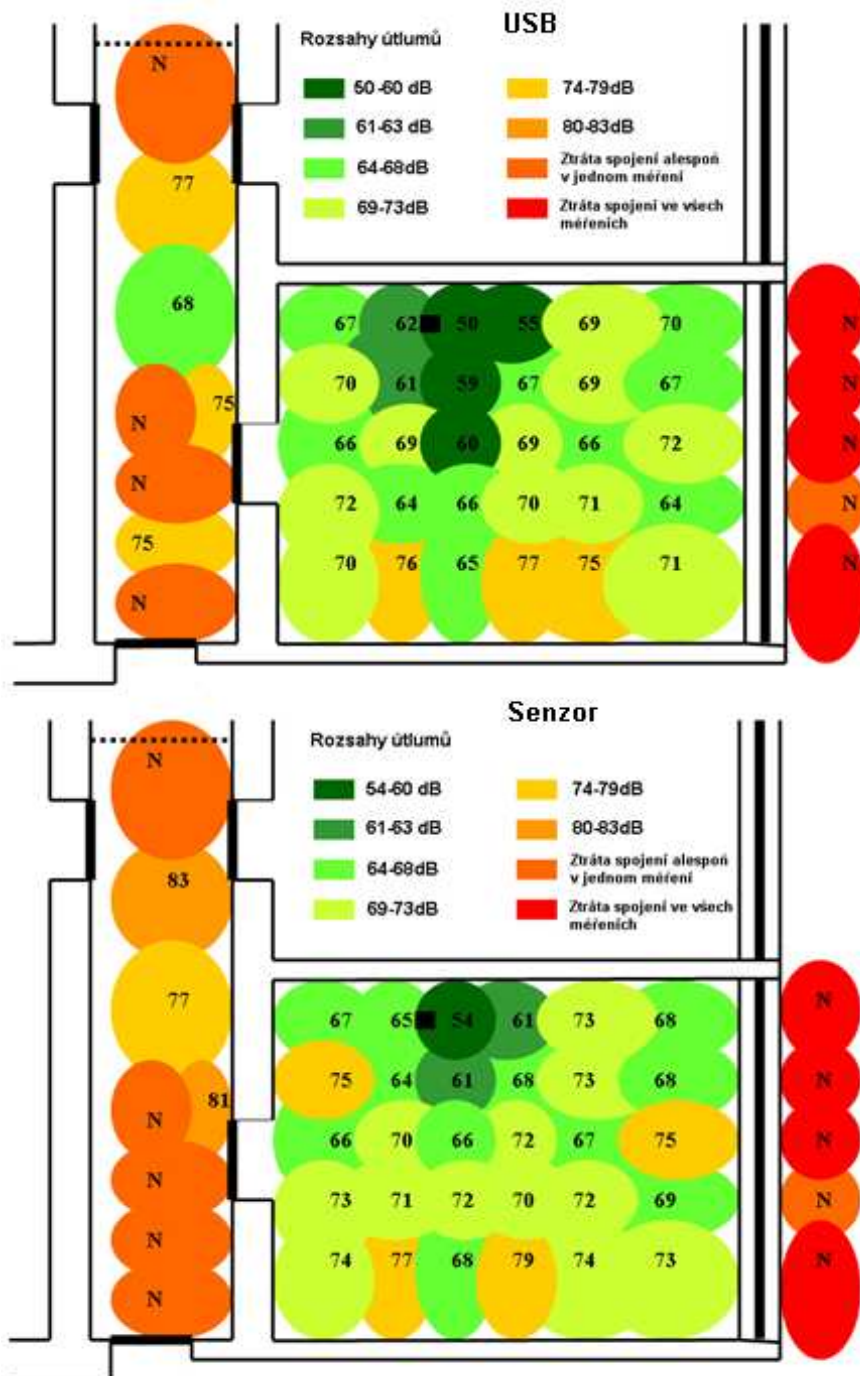 USB
Rozsahy útlumů
50-60 dB
61-63 dB
64-68dB
69-73dB
74-79dB
80-83dB
Ztráta spojení alespoň
v jednom méření
Ztráta spojení ve všech
méřeních
N
77
68
75
N
N
75
N
67 62 50 55 69 70
70 61 59 67 69 67
66 69 60 69 66 72
72 64 66 70 71 64
70 76 65 77 75 71
N
N
N
N
N
Senzor
Rozsahy útlumů
54-60 dB
61-63 dB
64-68dB
69-73dB
74-79dB
80-83dB
Ztráta spojení alespoň
v jednom méření
Ztráta spojení ve všech
méřeních
N
83
77
81
N
N
N
N
67 65 54 61 73 68
75 64 61 68 73 68
66 70 66 72 67 75
73 71 72 70 72 69
74 77 68 79 74 73
N
N
N
N
N